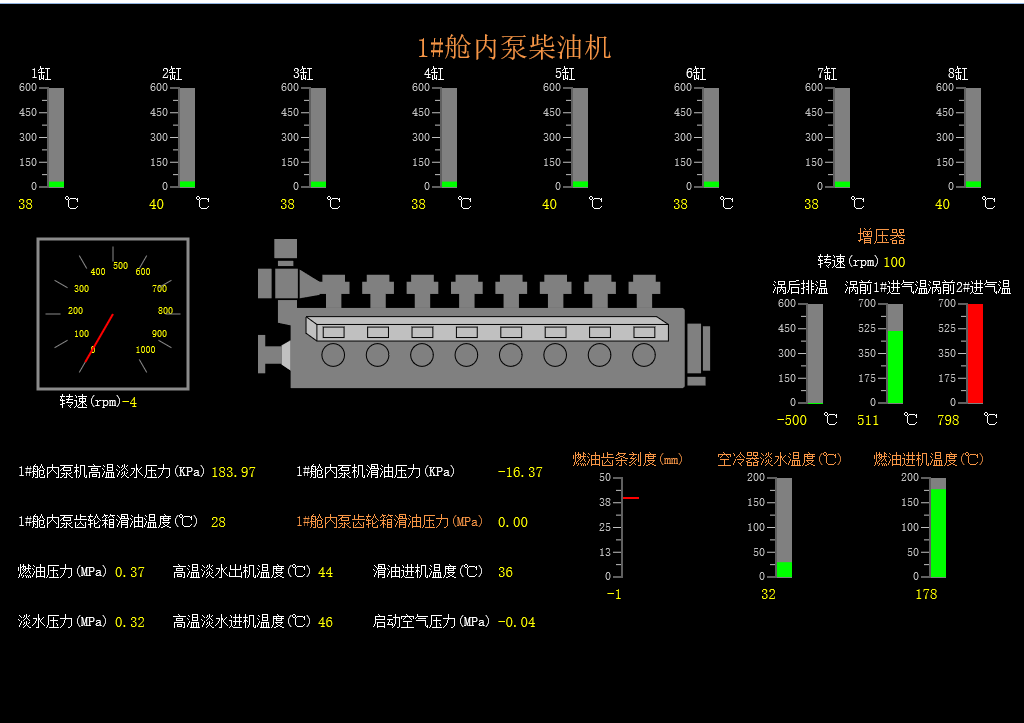 1#舱内泵柴油机
1缸 2缸 3缸 4缸 5缸 6缸 7缸 8缸
600 600 600 600 600 600 600 600
450 450 450 450 450 450 450 450
300 300 300 300 300 300 300 300
150 150 150 150 150 150 150 150
0 0 0 0 0 0 0 0
38 ℃ 40 ℃ 38 ℃ 38 ℃ 40 ℃ 38 ℃ 38 ℃ 40 ℃
0 100 200 300 400 500 600 700 800 900 1000
转速(rpm)-4
增压器
转速(rpm) 100
涡后排温 涡前1#进气温 涡前2#进气温
600 700 700
450 525 525
300 350 350
150 175 175
0 0 0
-500 ℃ 511 ℃ 798 ℃
1#舱内泵机高温淡水压力(KPa) 183.97 1#舱内泵机滑油压力(KPa) -16.37
1#舱内泵齿轮箱滑油温度(℃) 28 1#舱内泵齿轮箱滑油压力(MPa) 0.00
燃油压力(MPa) 0.37 高温淡水出机温度(℃) 44 滑油进机温度(℃) 36
淡水压力(MPa) 0.32 高温淡水进机温度(℃) 46 启动空气压力(MPa) -0.04
燃油齿条刻度(mm) 空冷器淡水温度(℃) 燃油进机温度(℃)
50 200 200
38 150 150
25 100 100
13 50 50
0 0 0
-1 32 178